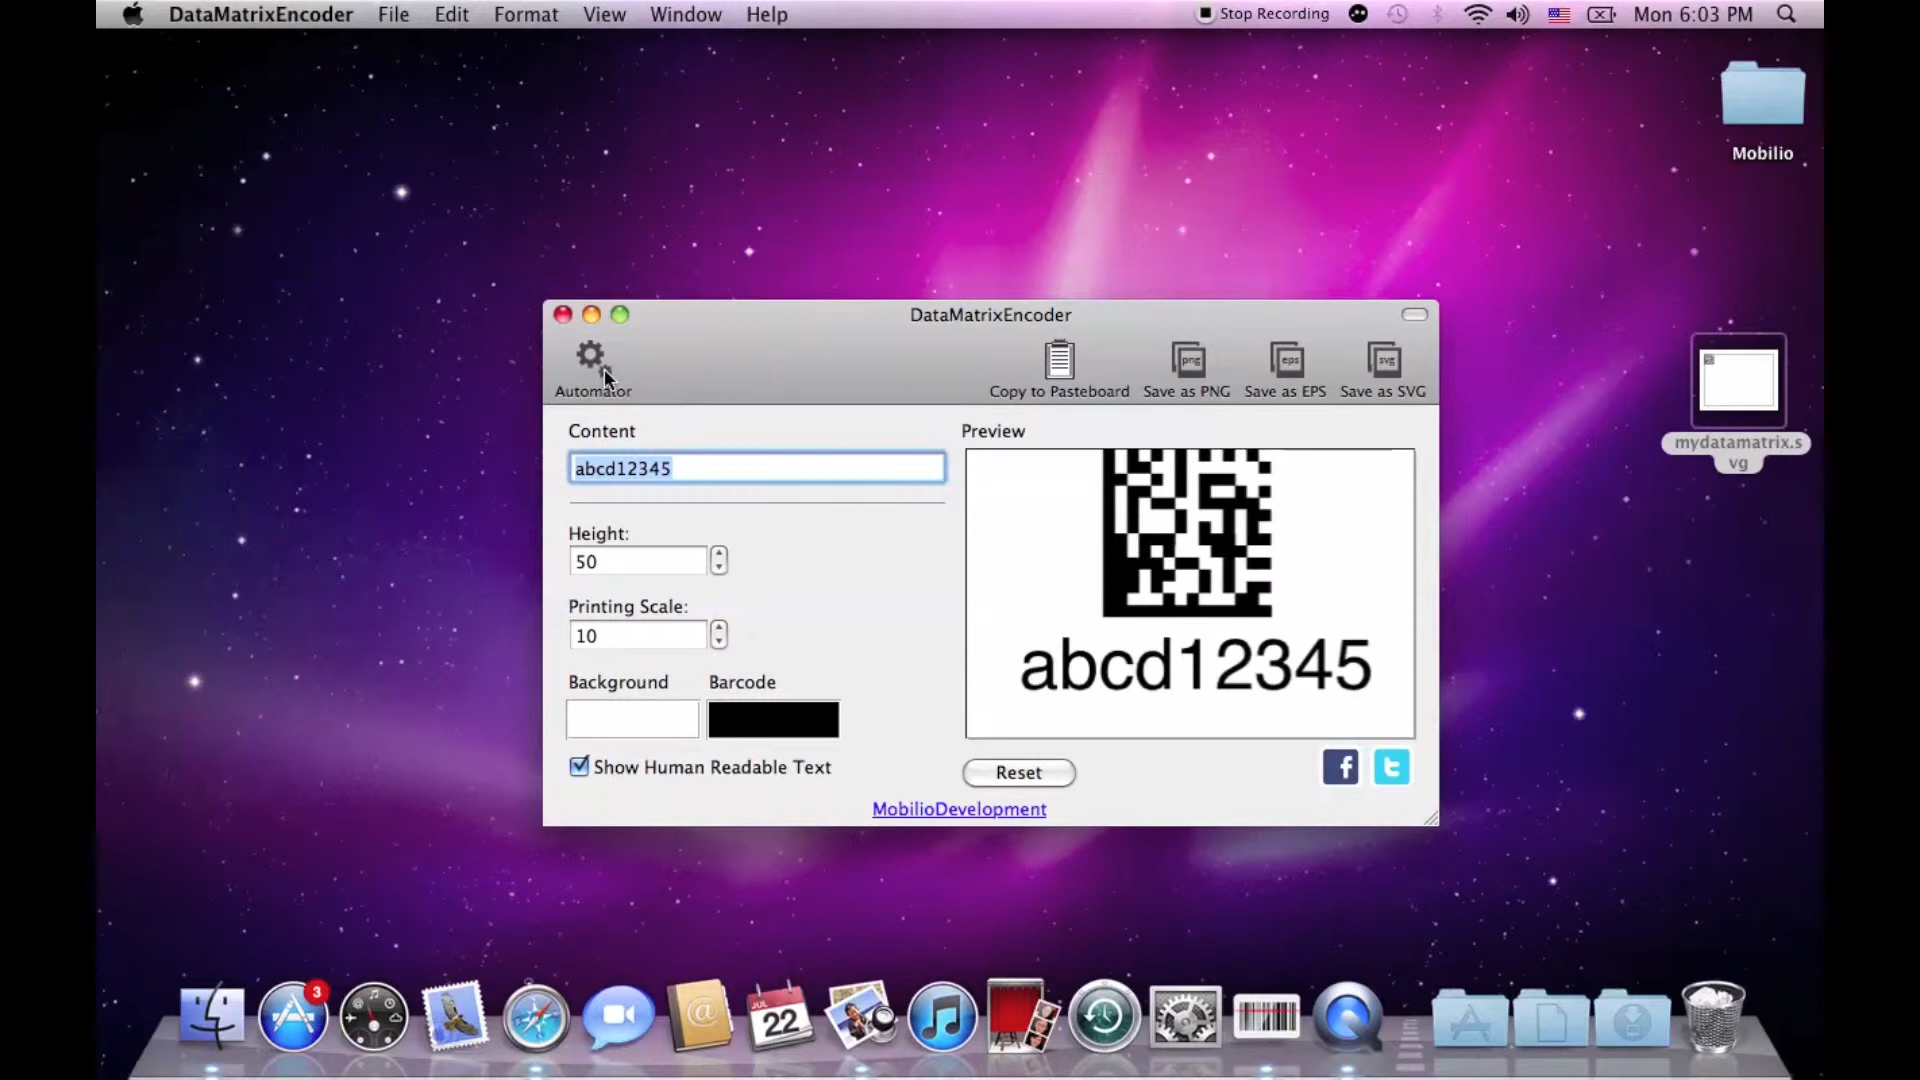 DataMatrixEncoder File Edit Format View Window Help Stop Recording Mon 6:03 PM
Mobilio
DataMatrixEncoder
png eps svg
Automator Copy to Pasteboard Save as PNG Save as EPS Save as SVG
Content Preview
abcd12345
Height:
50
Printing Scale:
10
abcd12345
Background Barcode
Show Human Readable Text
Reset
f t
MobilioDevelopment
mydatamatrix.s
vg
3
JUL
22
@